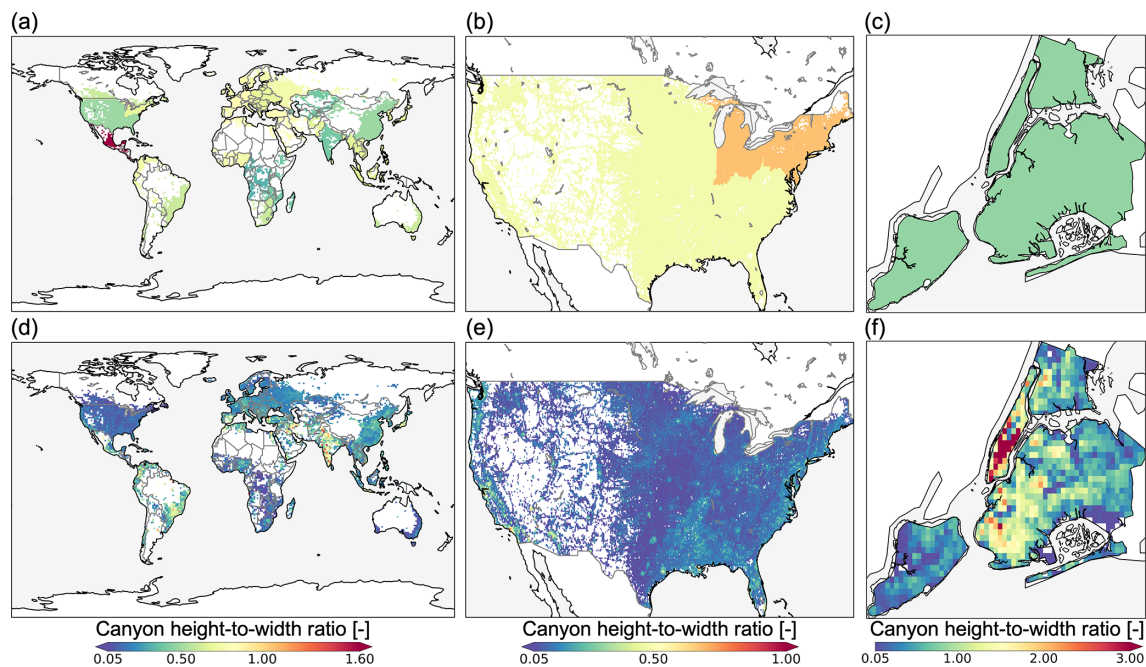 (a)
(b)
(c)
(d)
(e)
(f)
Canyon height-to-width ratio [-]
0.05 0.50 1.00 1.60
Canyon height-to-width ratio [-]
0.05 0.50 1.00
Canyon height-to-width ratio [-]
0.05 1.00 2.00 3.00